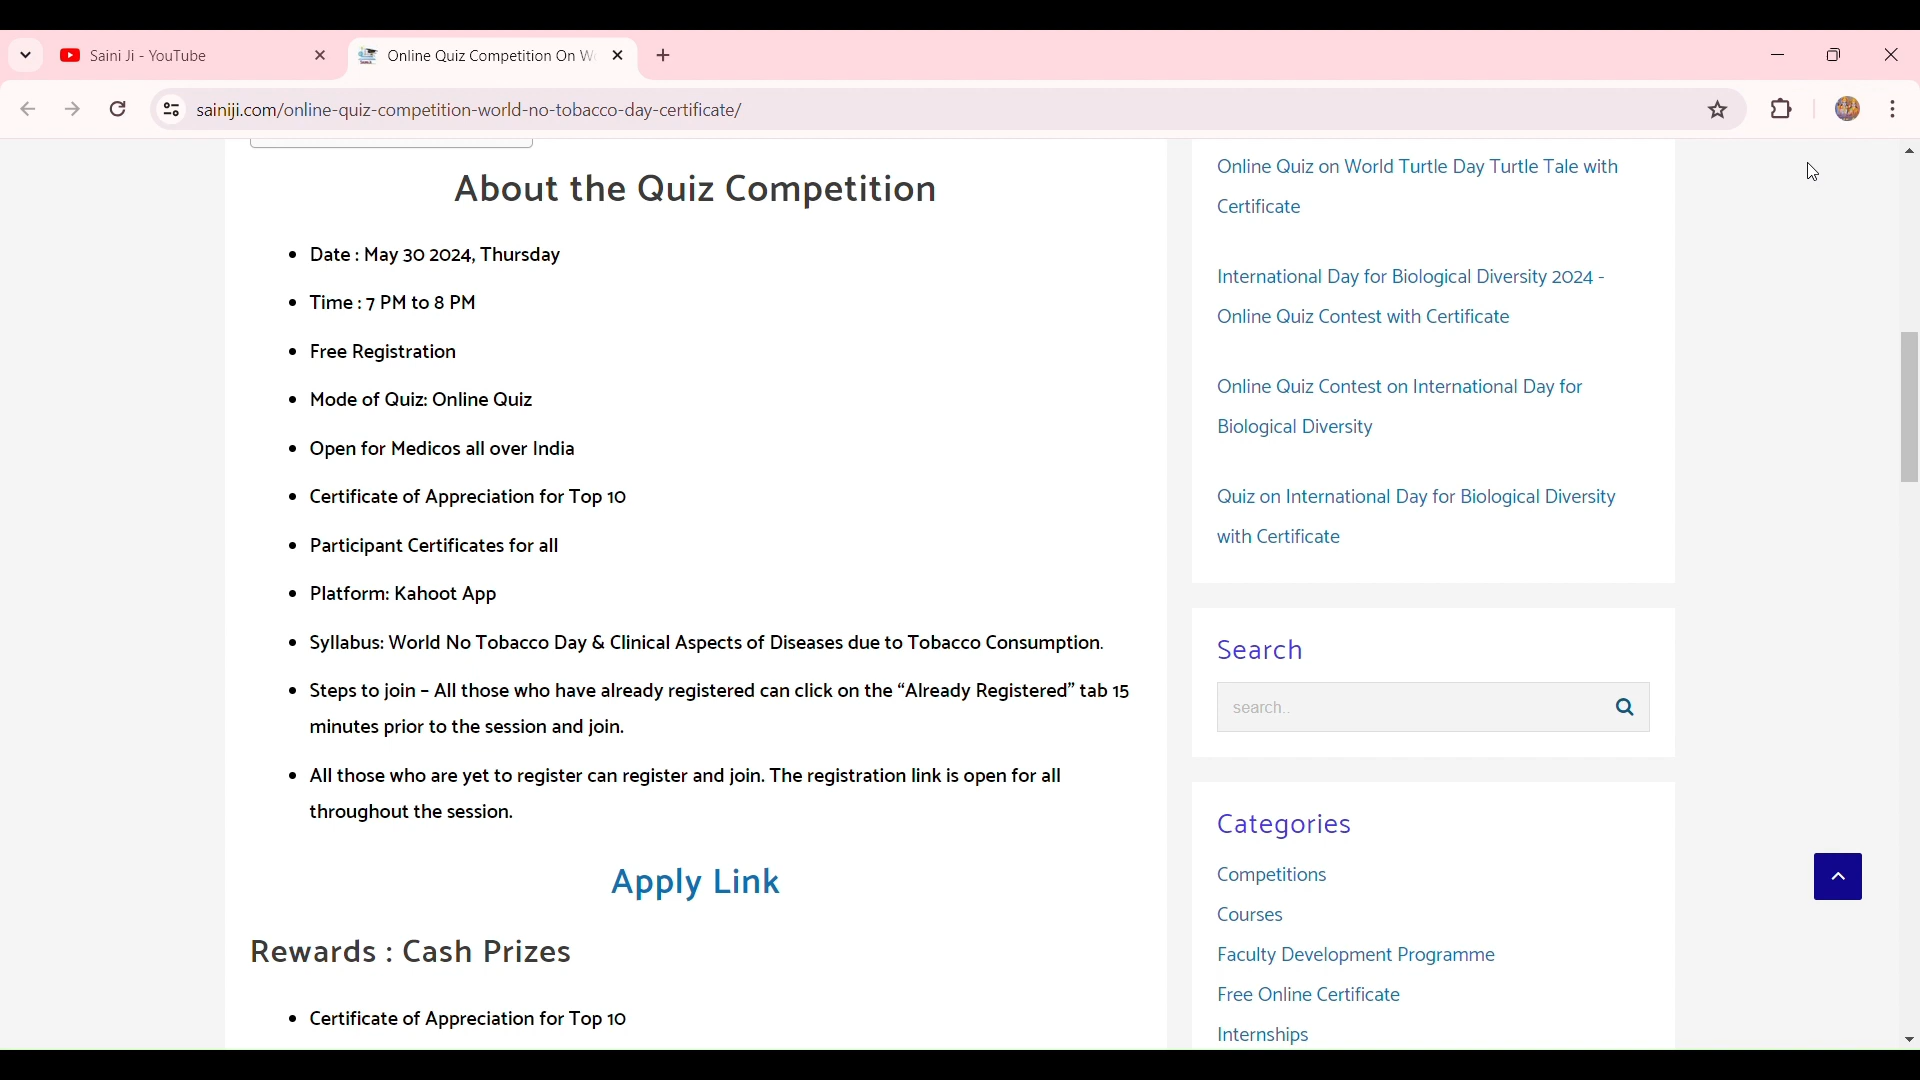 Saini Ji - YouTube
Online Quiz Competition On W
sainiji.com/online-quiz-competition-world-no-tobacco-day-certificate/
About the Quiz Competition
Date : May 30 2024, Thursday
Time : 7 PM to 8 PM
Free Registration
Mode of Quiz: Online Quiz
Open for Medicos all over India
Certificate of Appreciation for Top 10
Participant Certificates for all
Platform: Kahoot App
Syllabus: World No Tobacco Day & Clinical Aspects of Diseases due to Tobacco Consumption.
Steps to join – All those who have already registered can click on the “Already Registered” tab 15
minutes prior to the session and join.
All those who are yet to register can register and join. The registration link is open for all
throughout the session.
Apply Link
Rewards : Cash Prizes
Certificate of Appreciation for Top 10
Online Quiz on World Turtle Day Turtle Tale with
Certificate
International Day for Biological Diversity 2024 -
Online Quiz Contest with Certificate
Online Quiz Contest on International Day for
Biological Diversity
Quiz on International Day for Biological Diversity
with Certificate
Search
search..
Categories
Competitions
Courses
Faculty Development Programme
Free Online Certificate
Internships